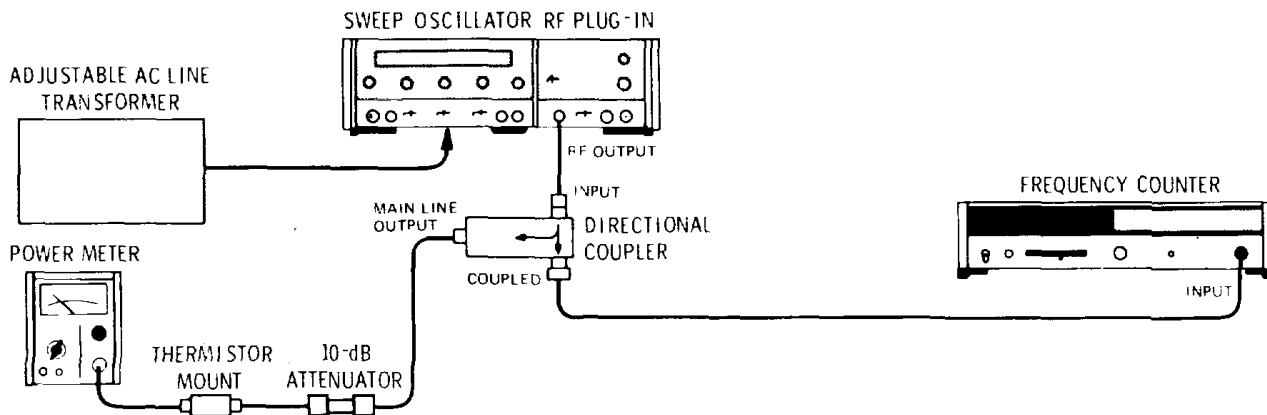 SWEEP OSCILLATOR RF PLUG-IN
ADJUSTABLE AC LINE
TRANSFORMER
RF OUTPUT
INPUT
MAIN LINE
OUTPUT
DIRECTIONAL
COUPLER
COUPLED
FREQUENCY COUNTER
INPUT
POWER METER
THERMISTOR
MOUNT
10-dB
ATTENUATOR